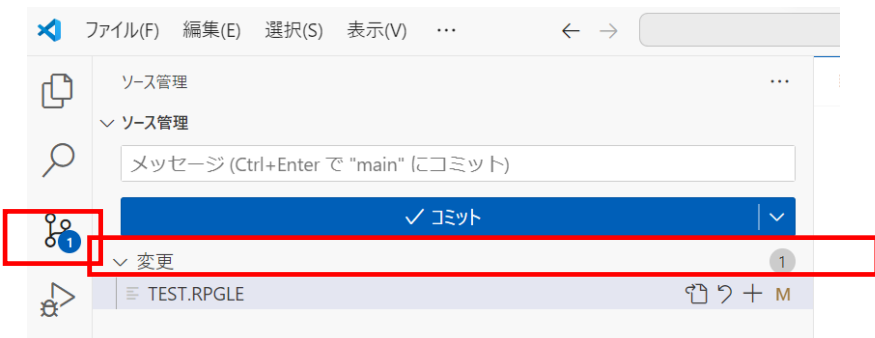 ファイル(F) 編集(E) 選択(S) 表示(V) ...
ソース管理 ...
ソース管理
メッセージ (Ctrl+Enter で "main" にコミット)
コミット
1
変更 1
TEST.RPGLE M